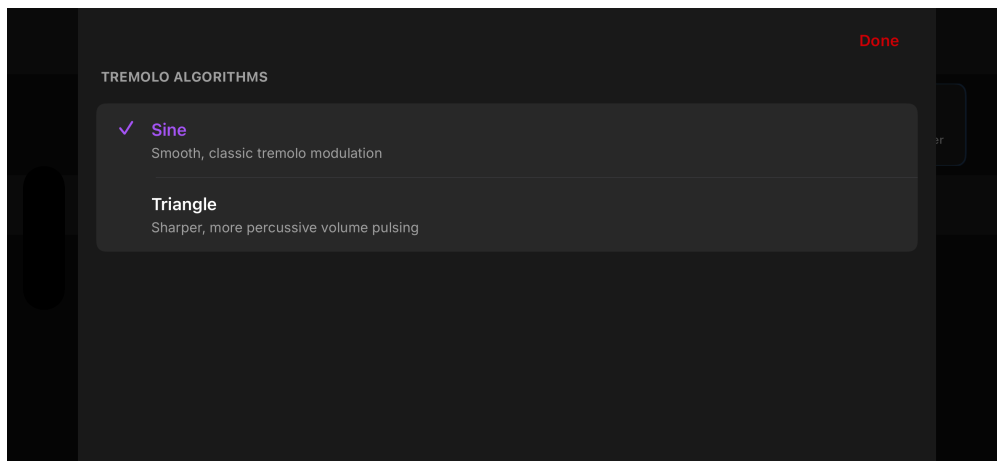 Done
TREMOLO ALGORITHMS
Sine
Smooth, classic tremolo modulation
Triangle
Sharper, more percussive volume pulsing